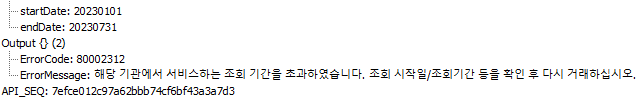 startDate: 20230101
endDate: 20230731
Output {} (2)
ErrorCode: 80002312
ErrorMessage: 해당 기관에서 서비스하는 조회 기간을 초과하였습니다. 조회 시작일/조회기간 등을 확인 후 다시 거래하십시오.
API_SEQ: 7efce012c97a62bbb74cf6bf43a3a7d3